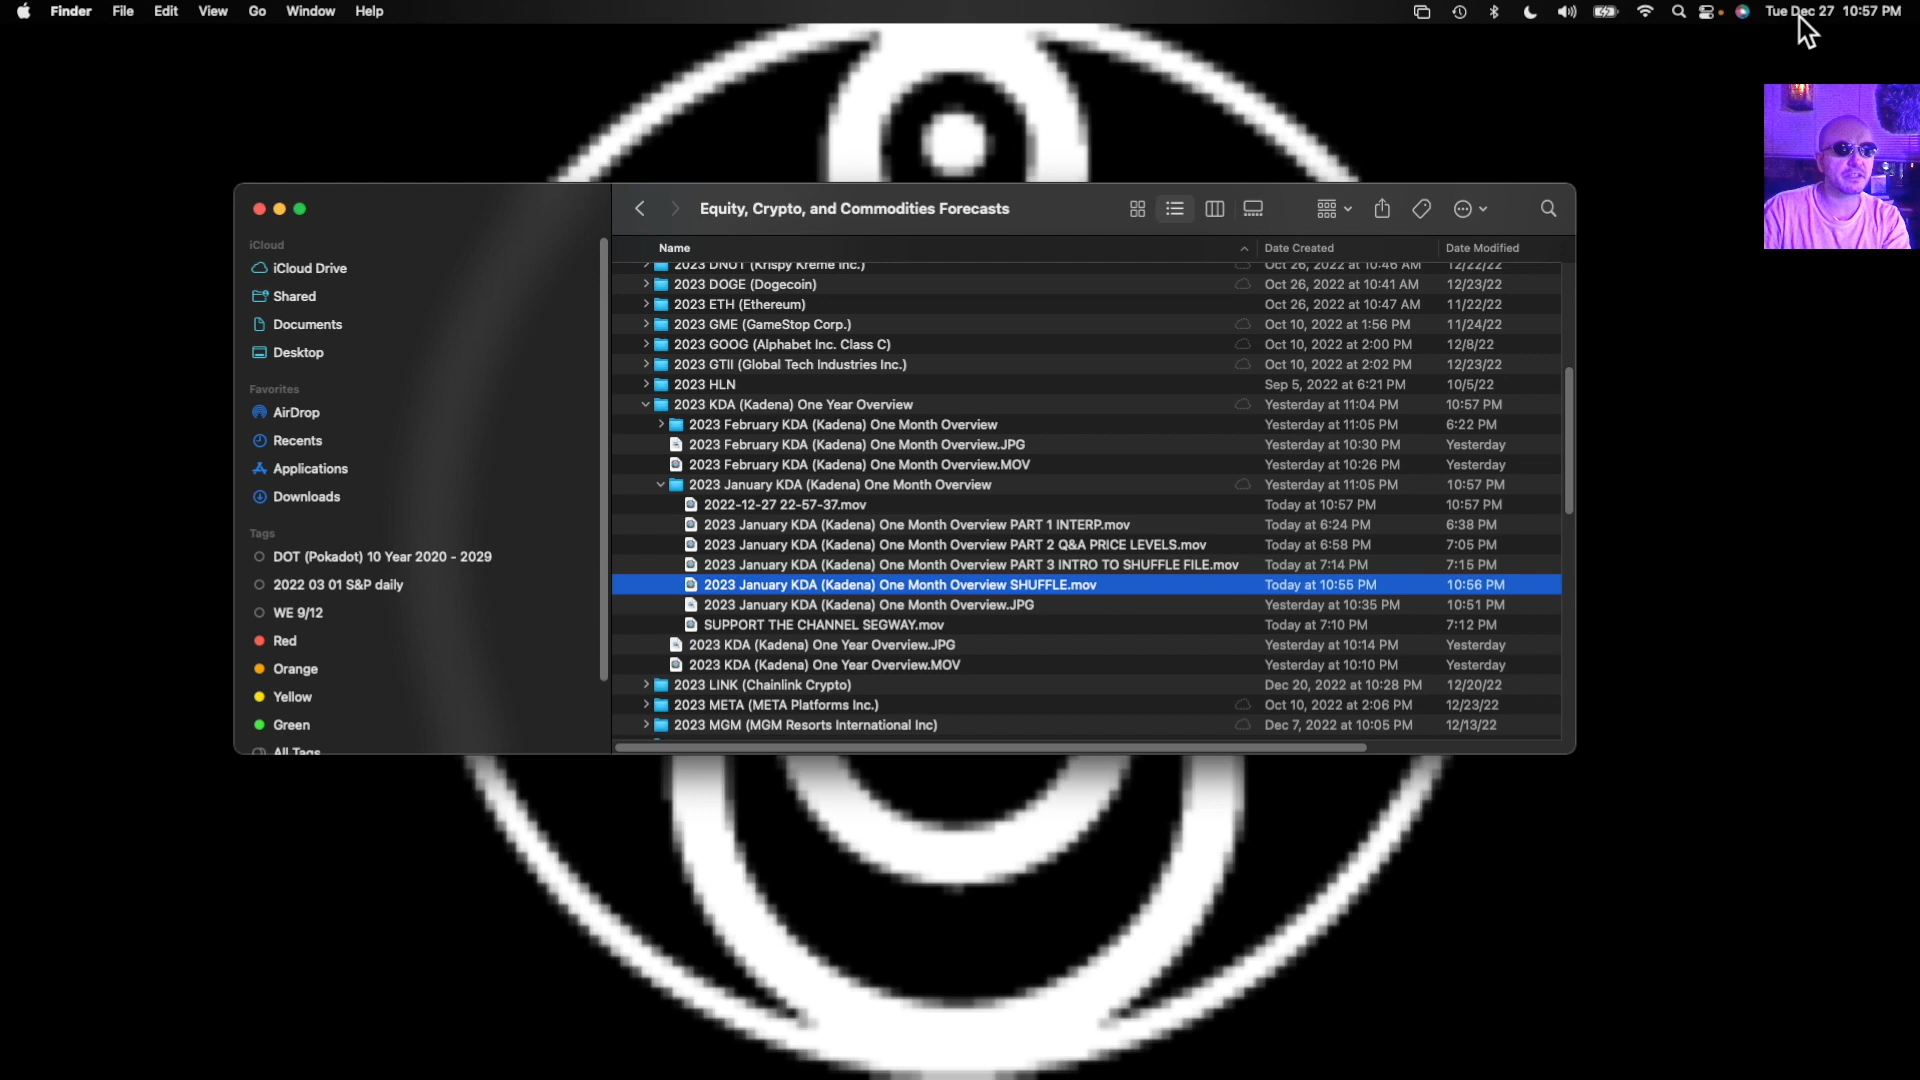 Finder File Edit View Go Window Help Tue Dec 27 10:57 PM
Equity, Crypto, and Commodities Forecasts
iCloud
iCloud Drive
Shared
Documents
Desktop
Favorites
AirDrop
Recents
Applications
Downloads
Tags
DOT (Pokadot) 10 Year 2020 - 2029
2022 03 01 S&P daily
WE 9/12
Red
Orange
Yellow
Green
All Tags
Name Date Created Date Modified
2023 DNUT (Krispy Kreme Inc.) Oct 26, 2022 at 10:46 AM 12/22/22
2023 DOGE (Dogecoin) Oct 26, 2022 at 10:41 AM 12/23/22
2023 ETH (Ethereum) Oct 26, 2022 at 10:47 AM 11/22/22
2023 GME (GameStop Corp.) Oct 10, 2022 at 1:56 PM 11/24/22
2023 GOOG (Alphabet Inc. Class C) Oct 10, 2022 at 2:00 PM 12/8/22
2023 GTII (Global Tech Industries Inc.) Oct 10, 2022 at 2:02 PM 12/23/22
2023 HLN Sep 5, 2022 at 6:21 PM 10/5/22
2023 KDA (Kadena) One Year Overview Yesterday at 11:04 PM 10:57 PM
2023 February KDA (Kadena) One Month Overview Yesterday at 11:05 PM 6:22 PM
2023 February KDA (Kadena) One Month Overview.JPG Yesterday at 10:30 PM Yesterday
2023 February KDA (Kadena) One Month Overview.MOV Yesterday at 10:26 PM Yesterday
2023 January KDA (Kadena) One Month Overview Yesterday at 11:05 PM 10:57 PM
2022-12-27 22-57-37.mov Today at 10:57 PM 10:57 PM
2023 January KDA (Kadena) One Month Overview PART 1 INTERP.mov Today at 6:24 PM 6:38 PM
2023 January KDA (Kadena) One Month Overview PART 2 Q&A PRICE LEVELS.mov Today at 6:58 PM 7:05 PM
2023 January KDA (Kadena) One Month Overview PART 3 INTRO TO SHUFFLE FILE.mov Today at 7:14 PM 7:15 PM
2023 January KDA (Kadena) One Month Overview SHUFFLE.mov Today at 10:55 PM 10:56 PM
2023 January KDA (Kadena) One Month Overview.JPG Yesterday at 10:35 PM 10:51 PM
SUPPORT THE CHANNEL SEGWAY.mov Today at 7:10 PM 7:12 PM
2023 KDA (Kadena) One Year Overview.JPG Yesterday at 10:14 PM Yesterday
2023 KDA (Kadena) One Year Overview.MOV Yesterday at 10:10 PM Yesterday
2023 LINK (Chainlink Crypto) Dec 20, 2022 at 10:28 PM 12/20/22
2023 META (META Platforms Inc.) Oct 10, 2022 at 2:06 PM 12/23/22
2023 MGM (MGM Resorts International Inc) Dec 7, 2022 at 10:05 PM 12/13/22